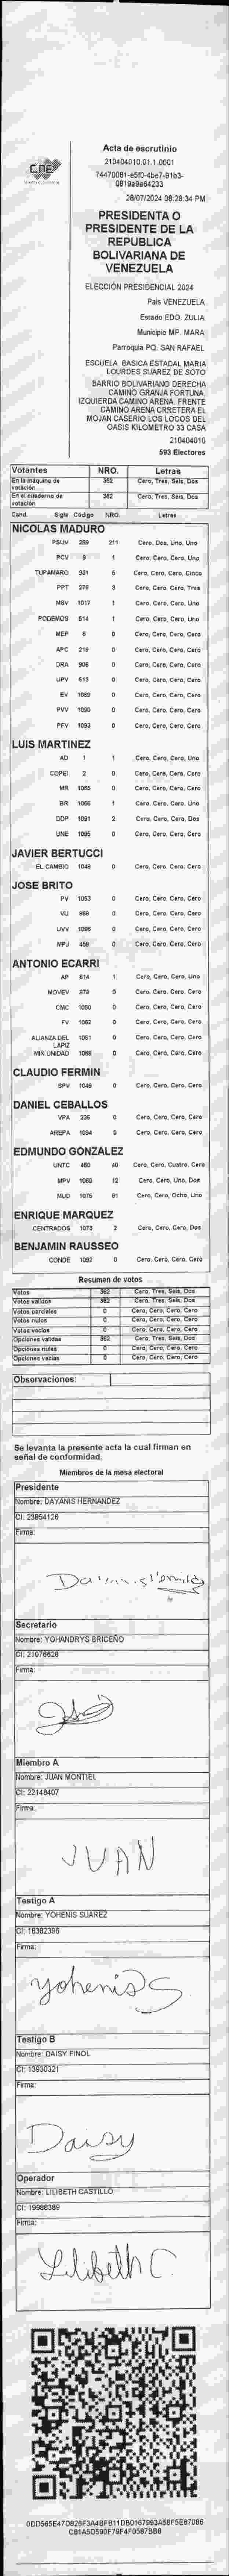 CNE
Acta de escrutinio
210404010.01.1.0001
28/07/2024 08:28:34 PM
PRESIDENTA O
PRESIDENTE DE LA
REPUBLICA
BOLIVARIANA DE
VENEZUELA
ELECCIÓN PRESIDENCIAL 2024
País VENEZUELA
Estado EDO. ZULIA
Municipio MP. MARA
Parroquia PQ. SAN RAFAEL
ESCUELA BASICA ESTADAL MARIA
LOURDES SUAREZ DE SOTO
BARRIO BOLIVARIANO DERECHA
CAMINO GRANJA FORTUNA.
IZQUIERDA CAMINO ARENA. FRENTE
CAMINO ARENA CRRETERA EL
MOJAN CASERIO LOS LOCOS DEL
OASIS KILOMETRO 33 CASA
210404010
593 Electores
Votantes NRO. Letras
En la máquina de votación 362 Cero, Tres, Seis, Dos
En el cuaderno de votación 362 Cero, Tres, Seis, Dos
Cand. Sigla Código NRO. Letras
NICOLAS MADURO
PSUV 269 211 Cero, Dos, Uno, Uno
PCV 9 1 Cero, Cero, Cero, Uno
TUPAMARO 931 5 Cero, Cero, Cero, Cinco
PPT 278 3 Cero, Cero, Cero, Tres
MSV 1017 1 Cero, Cero, Cero, Uno
PODEMOS 514 1 Cero, Cero, Cero, Uno
MEP 6 0 Cero, Cero, Cero, Cero
APC 219 0 Cero, Cero, Cero, Cero
ORA 906 0 Cero, Cero, Cero, Cero
UPV 613 0 Cero, Cero, Cero, Cero
EV 1089 0 Cero, Cero, Cero, Cero
PVV 1090 0 Cero, Cero, Cero, Cero
PFV 1093 0 Cero, Cero, Cero, Cero
LUIS MARTINEZ
AD 1 1 Cero, Cero, Cero, Uno
COPEI 2 0 Cero, Cero, Cero, Cero
MR 1065 0 Cero, Cero, Cero, Cero
BR 1066 1 Cero, Cero, Cero, Uno
DDP 1091 2 Cero, Cero, Cero, Dos
UNE 1095 0 Cero, Cero, Cero, Cero
JAVIER BERTUCCI
EL CAMBIO 1048 0 Cero, Cero, Cero, Cero
JOSE BRITO
PV 1053 0 Cero, Cero, Cero, Cero
VU 868 0 Cero, Cero, Cero, Cero
UVV 1096 0 Cero, Cero, Cero, Cero
MPJ 458 0 Cero, Cero, Cero, Cero
ANTONIO ECARRI
AP 814 1 Cero, Cero, Cero, Uno
MOVEV 879 0 Cero, Cero, Cero, Cero
CMC 1050 0 Cero, Cero, Cero, Cero
FV 1062 0 Cero, Cero, Cero, Cero
ALIANZA DEL LAPIZ 1051 0 Cero, Cero, Cero, Cero
MIN UNIDAD 1068 0 Cero, Cero, Cero, Cero
CLAUDIO FERMIN
SPV 1049 0 Cero, Cero, Cero, Cero
DANIEL CEBALLOS
VPA 236 0 Cero, Cero, Cero, Cero
AREPA 1094 0 Cero, Cero, Cero, Cero
EDMUNDO GONZALEZ
UNTC 460 40 Cero, Cero, Cuatro, Cero
MPV 1069 12 Cero, Cero, Uno, Dos
MUD 1075 81 Cero, Cero, Ocho, Uno
ENRIQUE MARQUEZ
CENTRADOS 1073 2 Cero, Cero, Cero, Dos
BENJAMIN RAUSSEO
CONDE 1092 0 Cero, Cero, Cero, Cero
Resumen de votos
Votos 362 Cero, Tres, Seis, Dos
Votos validos 362 Cero, Tres, Seis, Dos
Votos parciales 0 Cero, Cero, Cero, Cero
Votos nulos 0 Cero, Cero, Cero, Cero
Votos vacios 0 Cero, Cero, Cero, Cero
Opciones validas 362 Cero, Tres, Seis, Dos
Opciones nulas 0 Cero, Cero, Cero, Cero
Opciones vacias 0 Cero, Cero, Cero, Cero
Observaciones:
Se levanta la presente acta la cual firman en
señal de conformidad,
Miembros de la mesa electoral
Presidente
Nombre: DAYANIS HERNANDEZ
CI: 23854126
Firma:
Secretario
Nombre: YOHANDRYS BRICEÑO
CI: 21076628
Firma:
Miembro A
Nombre: JUAN MONTIEL
CI: 22148407
Firma:
JUAN
Testigo A
Nombre: YOHENIS SUAREZ
CI: 16362396
Firma:
yohenis S
Testigo B
Nombre: DAISY FINOL
CI: 13930321
Firma:
Daisy
Operador
Nombre: LILIBETH CASTILLO
CI: 19988389
Firma:
Lilibeth C.